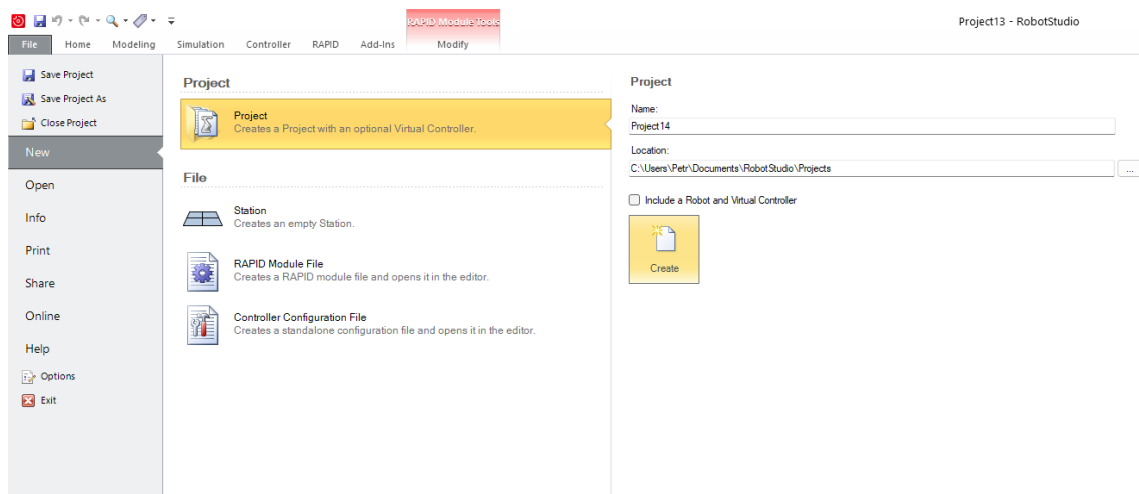 RAPID Module Tools
Project13 - RobotStudio
File Home Modeling Simulation Controller RAPID Add-Ins Modify
Save Project
Save Project As
Close Project
New
Open
Info
Print
Share
Online
Help
Options
Exit
Project
Project
Creates a Project with an optional Virtual Controller.
File
Station
Creates an empty Station.
RAPID Module File
Creates a RAPID module file and opens it in the editor.
Controller Configuration File
Creates a standalone configuration file and opens it in the editor.
Project
Name:
Project14
Location:
C:\Users\Petr\Documents\RobotStudio\Projects
...
Include a Robot and Virtual Controller
Create